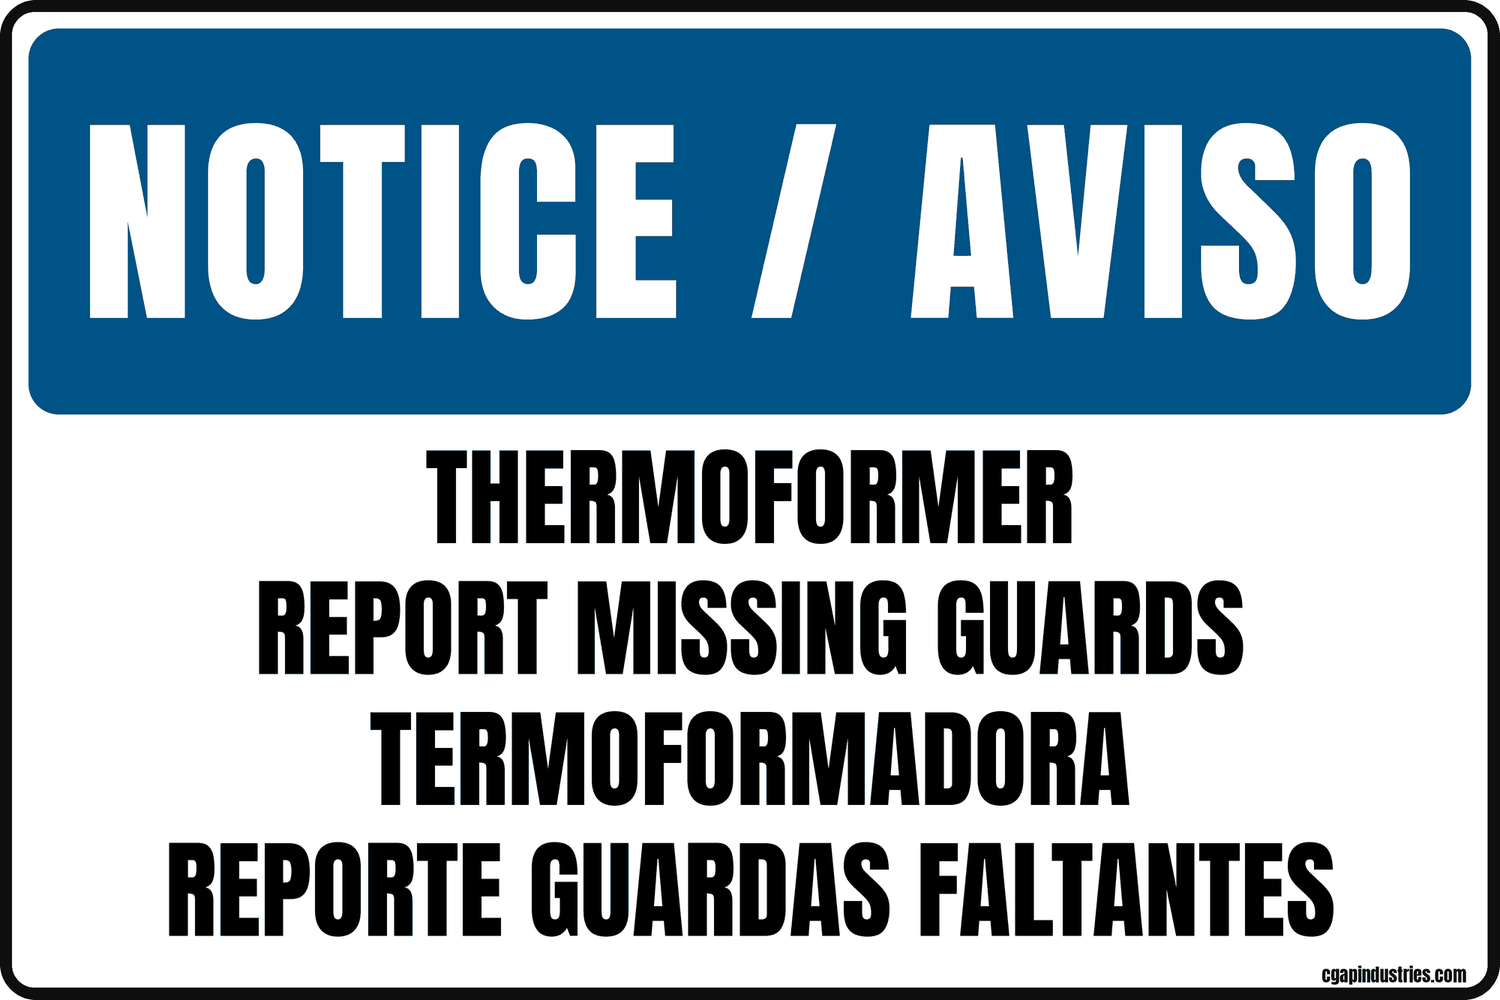 NOTICE / AVISO
THERMOFORMER
REPORT MISSING GUARDS
TERMOFORMADORA
REPORTE GUARDAS FALTANTES
cgapindustries.com